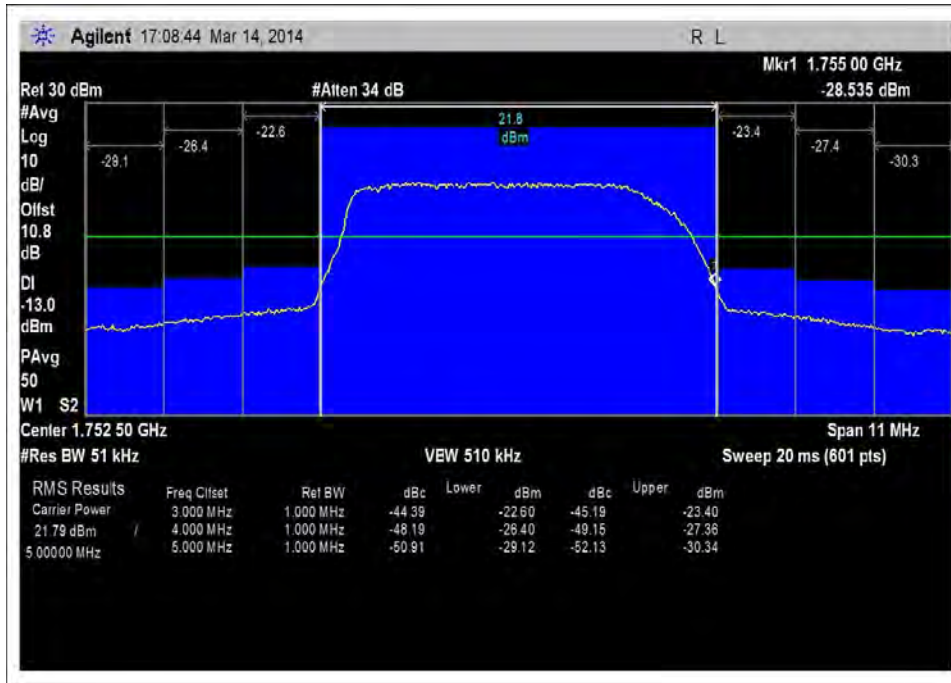 Agilent 17:08:44 Mar 14, 2014 R L
Mkr1 1.755 00 GHz
Ref 30 dBm #Atten 34 dB -28.535 dBm
#Avg
Log
10
dB/
Offst
10.8
dB
DI
-13.0
dBm
PAvg
50
W1 S2
-29.1 -26.4 -22.6 21.8 dBm -23.4 -27.4 -30.3
1
Center 1.752 50 GHz Span 11 MHz
#Res BW 51 kHz VBW 510 kHz Sweep 20 ms (601 pts)
RMS Results Freq Offset Ref BW dBc Lower dBm dBc Upper dBm
Carrier Power 3.000 MHz 1.000 MHz -44.39 -22.60 -45.19 -23.40
21.79 dBm / 4.000 MHz 1.000 MHz -48.19 -26.40 -49.15 -27.36
5.00000 MHz 5.000 MHz 1.000 MHz -50.91 -29.12 -52.13 -30.34